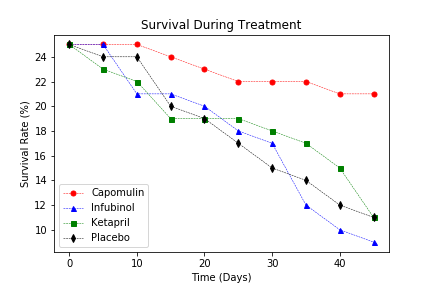 Survival During Treatment
24
22
20
18
16
14
12
10
Survival Rate (%)
Capomulin
Infubinol
Ketapril
Placebo
0
10
20
30
40
Time (Days)